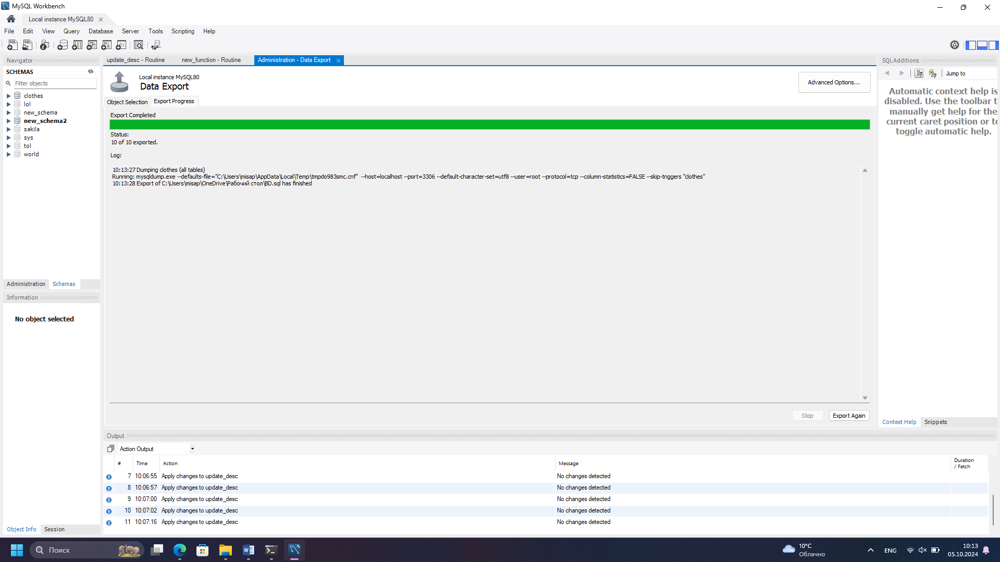 MySQL Workbench
Local instance MySQL80
File Edit View Query Database Server Tools Scripting Help
Navigator
SCHEMAS
Filter objects
clothes
lol
new_schema
new_schema2
sakila
sys
tol
world
Administration Schemas
Information
No object selected
Object Info Session
update_desc - Routine new_function - Routine Administration - Data Export
Local instance MySQL80
Data Export
Advanced Options...
Object Selection Export Progress
Export Completed
Status:
10 of 10 exported.
Log:
10:13:27 Dumping clothes (all tables)
Running: mysqldump.exe --defaults-file="C:\Users\misap\AppData\Local\Temp\tmpdo983smc.cnf" --host=localhost --port=3306 --default-character-set=utf8 --user=root --protocol=tcp --column-statistics=FALSE --skip-triggers "clothes"
10:13:28 Export of C:\Users\misap\OneDrive\Рабочий стол\BD.sql has finished
Stop Export Again
SQLAdditions
Jump to
Automatic context help is
disabled. Use the toolbar t
manually get help for the
current caret position or to
toggle automatic help.
Context Help Snippets
Output
Action Output
# Time Action Message Duration / Fetch
7 10:06:55 Apply changes to update_desc No changes detected
8 10:06:57 Apply changes to update_desc No changes detected
9 10:07:00 Apply changes to update_desc No changes detected
10 10:07:02 Apply changes to update_desc No changes detected
11 10:07:16 Apply changes to update_desc No changes detected
Поиск
10°C
Облачно
ENG
10:13
05.10.2024